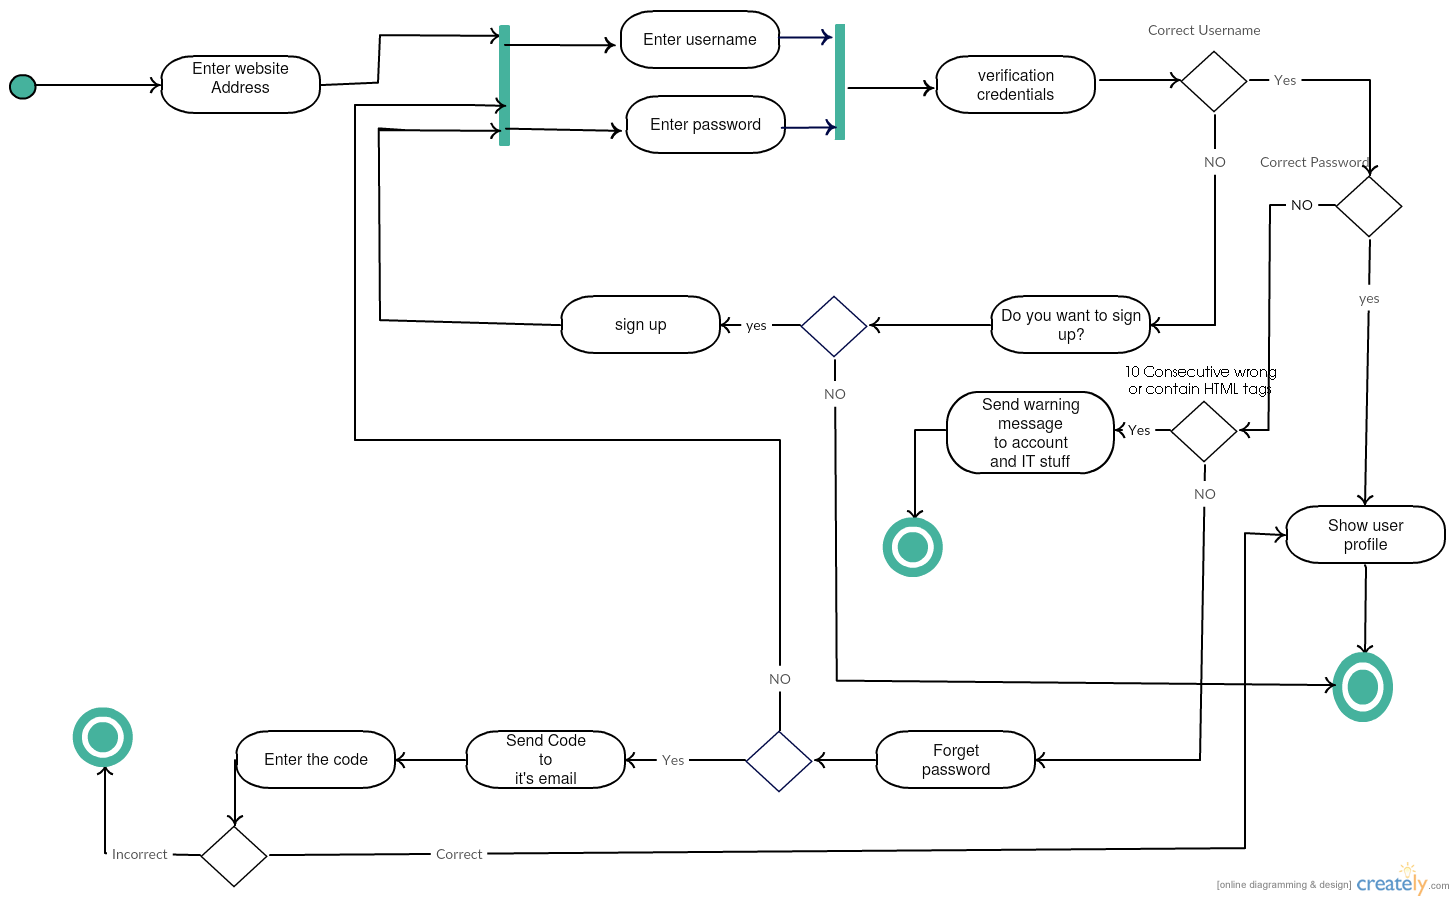 Correct Username
Enter website
Address
Enter username
Enter password
verification
credentials
Yes
NO
Correct Password
NO
yes
sign up
yes
Do you want to sign
up?
NO
10 Consecutive wrong
or contain HTML tags
Send warning
message
to account
and IT stuff
Yes
NO
Show user
profile
NO
Enter the code
Send Code
to
it's email
Yes
Forget
password
Incorrect
Correct
[online diagramming & design] creately.com